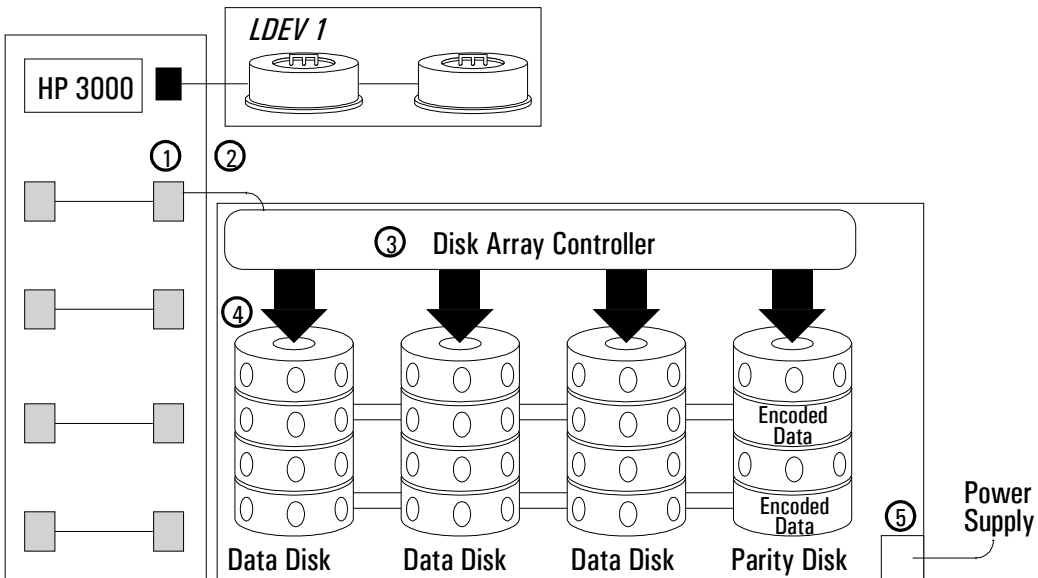 LDEV 1
HP 3000
1
2
3 Disk Array Controller
4
Encoded
Data
Encoded
Data
5
Power
Supply
Data Disk
Data Disk
Data Disk
Parity Disk